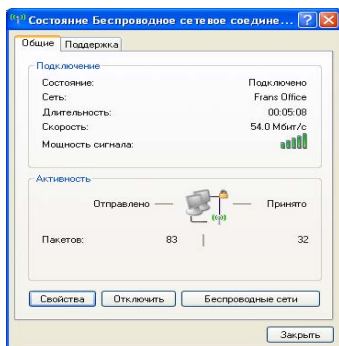 Состояние Беспроводное сетевое соедине...
Общие Поддержка
Подключение
Состояние: Подключено
Сеть: Frans Office
Длительность: 00:05:08
Скорость: 54.0 Мбит/с
Мощность сигнала:
Активность
Отправлено — — Принято
Пакетов: 83 | 32
Свойства Отключить Беспроводные сети
Закрыть